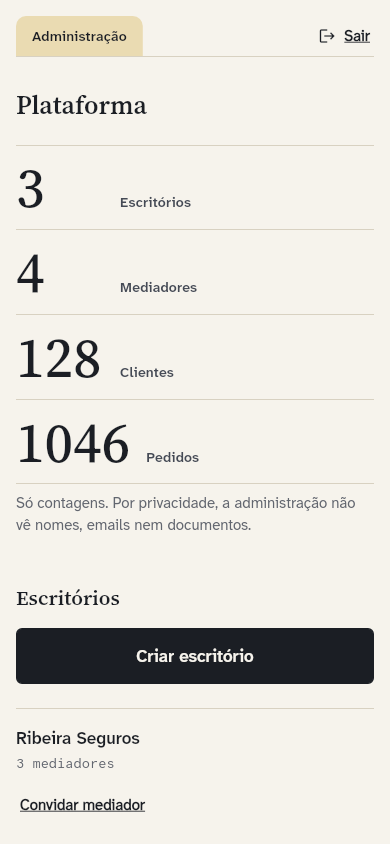 Administração
Sair
Plataforma
3 Escritórios
4 Mediadores
128 Clientes
1046 Pedidos
Só contagens. Por privacidade, a administração não
vê nomes, emails nem documentos.
Escritórios
Criar escritório
Ribeira Seguros
3 mediadores
Convidar mediador